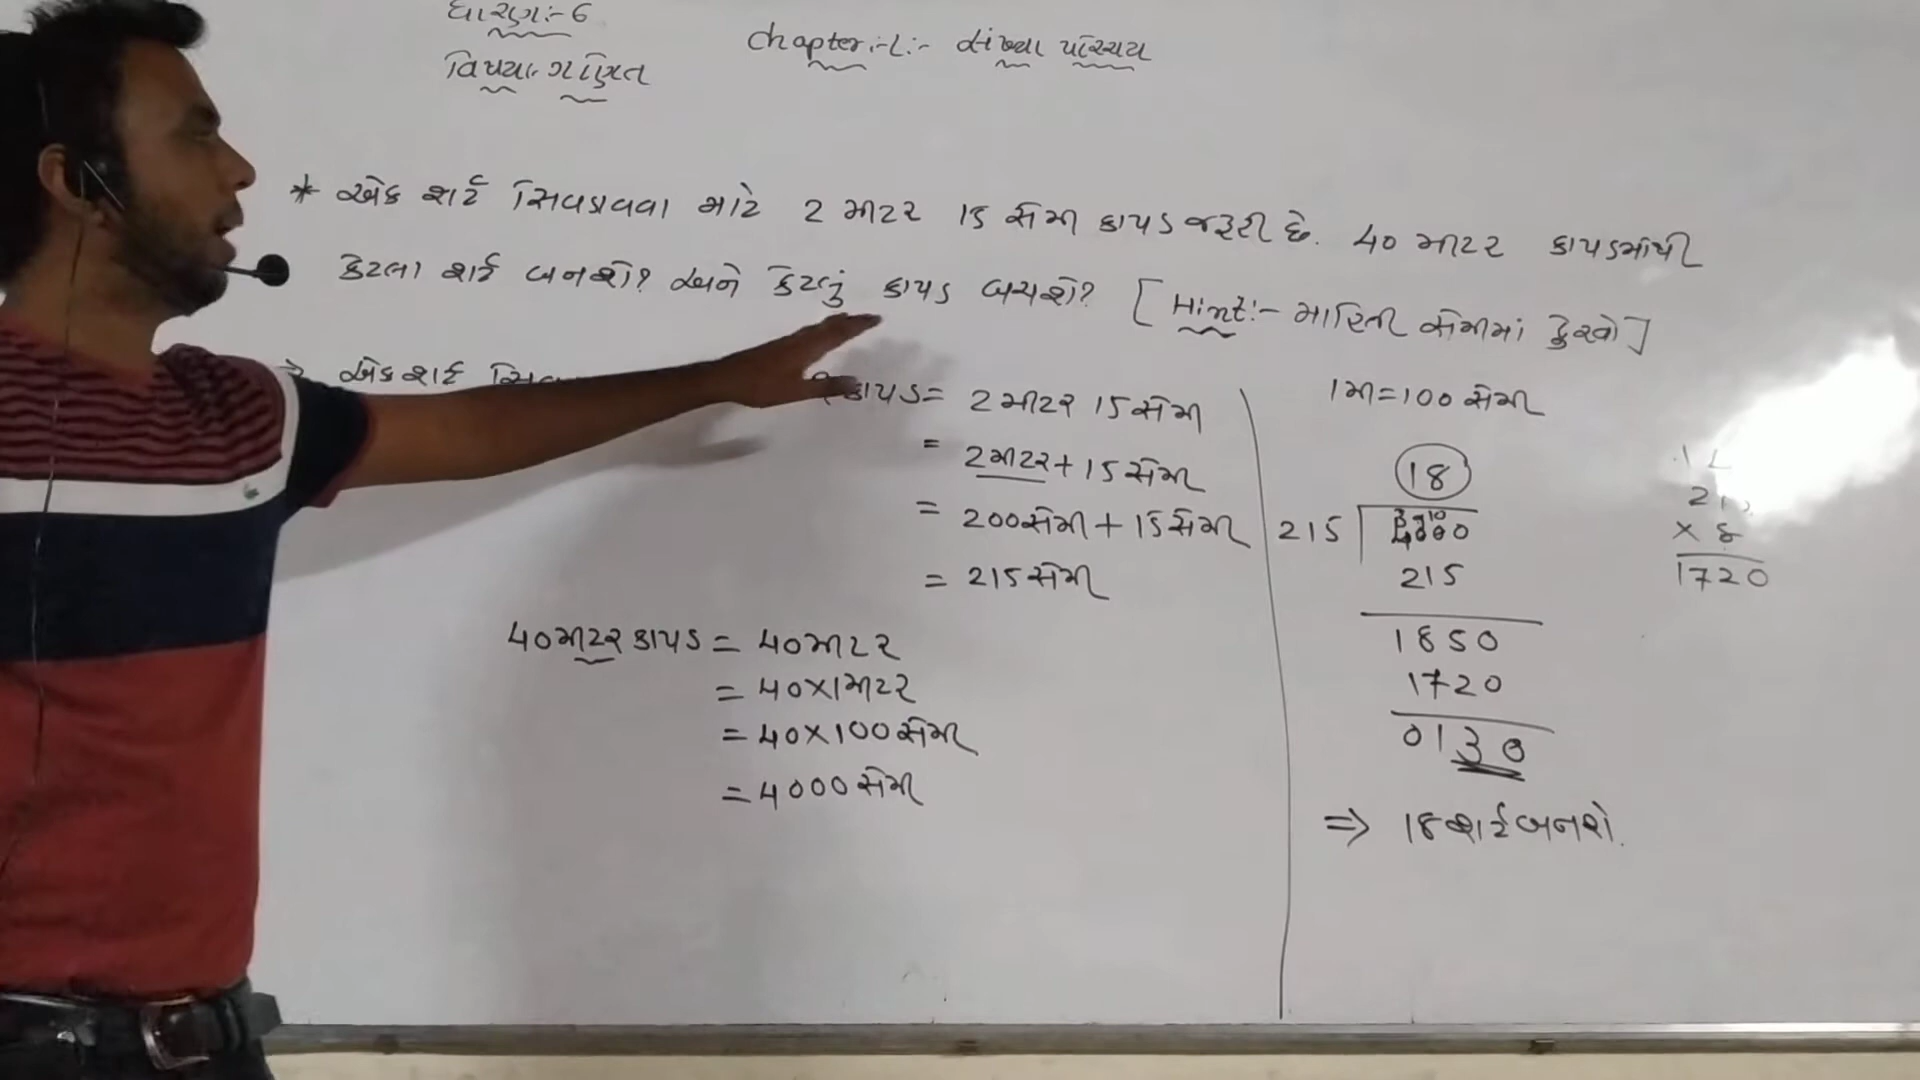 ધોરણઃ- 6
વિષયઃ ગણિત
Chapter:-1:- સંખ્યા પરિચય
* એક શર્ટ સિવડાવવા માટે 2 મીટર 15 સેમી કાપડ જરૂરી છે. 40 મીટર કાપડમાંથી
કેટલા શર્ટ બનશે? અને કેટલું કાપડ બચશે? [Hint:- માહિતી સેમીમાં ફેરવો]
એક શર્ટ
કાપડ = 2 મીટર 15 સેમી
= 2 મીટર + 15 સેમી
= 200 સેમી + 15 સેમી
= 215 સેમી
40 મીટર કાપડ = 40 મીટર
= 40 × 1 મીટર
= 40 × 100 સેમી
= 4000 સેમી
1 મી = 100 સેમી
18
215
215
1850
1720
0130
⇒ 18 શર્ટ બનશે.
× 8
1720